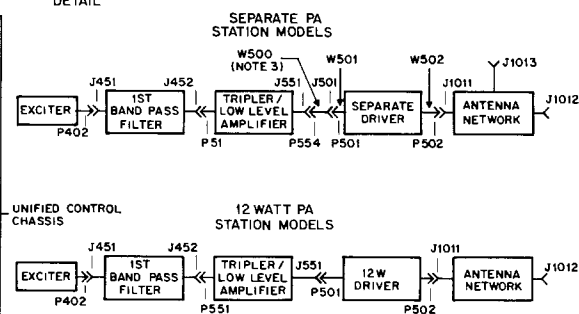 DETAIL
SEPARATE PA
STATION MODELS
W500
(NOTE 3)
W501
W502
J1013
J451
J452
J551
J501
J1011
J1012
EXCITER
1ST
BAND PASS
FILTER
TRIPLER/
LOW LEVEL
AMPLIFIER
SEPARATE
DRIVER
ANTENNA
NETWORK
P402
P51
P554
P501
P502
UNIFIED CONTROL
CHASSIS
12 WATT PA
STATION MODELS
J451
J452
J551
J1011
J1012
EXCITER
1ST
BAND PASS
FILTER
TRIPLER/
LOW LEVEL
AMPLIFIER
12W
DRIVER
ANTENNA
NETWORK
P402
P551
P501
P502